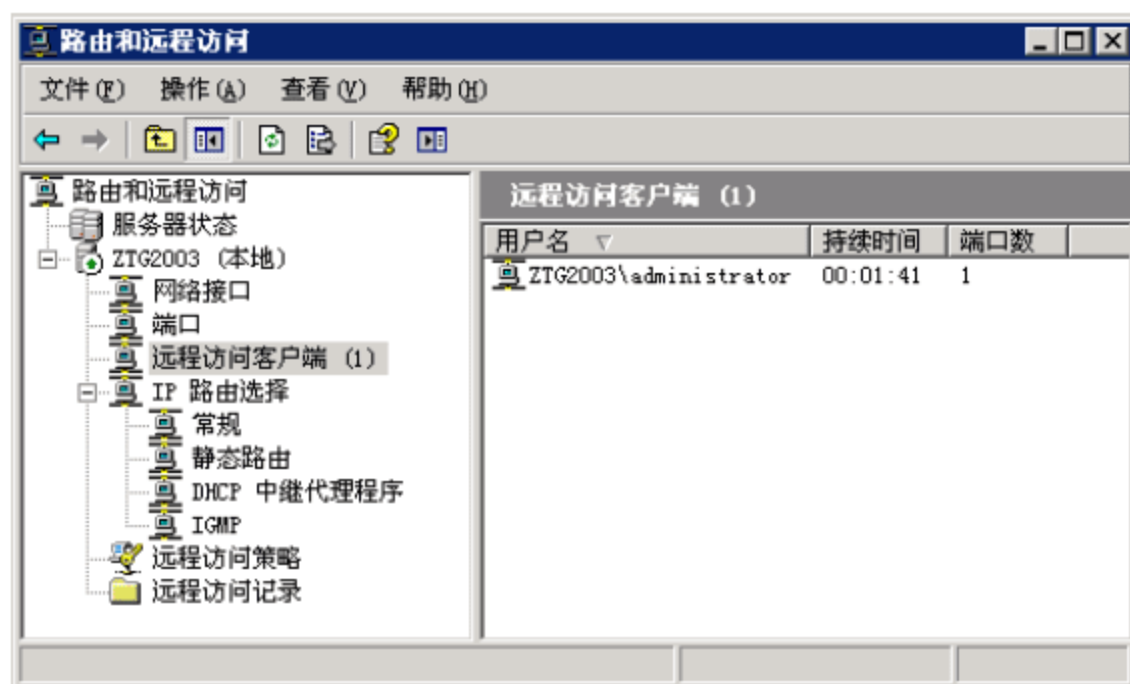 路由和远程访问
文件(F) 操作(A) 查看(V) 帮助(H)
路由和远程访问
服务器状态
ZTG2003 (本地)
网络接口
端口
远程访问客户端 (1)
IP 路由选择
常规
静态路由
DHCP 中继代理程序
IGMP
远程访问策略
远程访问记录
远程访问客户端 (1)
用户名 持续时间 端口数
ZTG2003\administrator 00:01:41 1